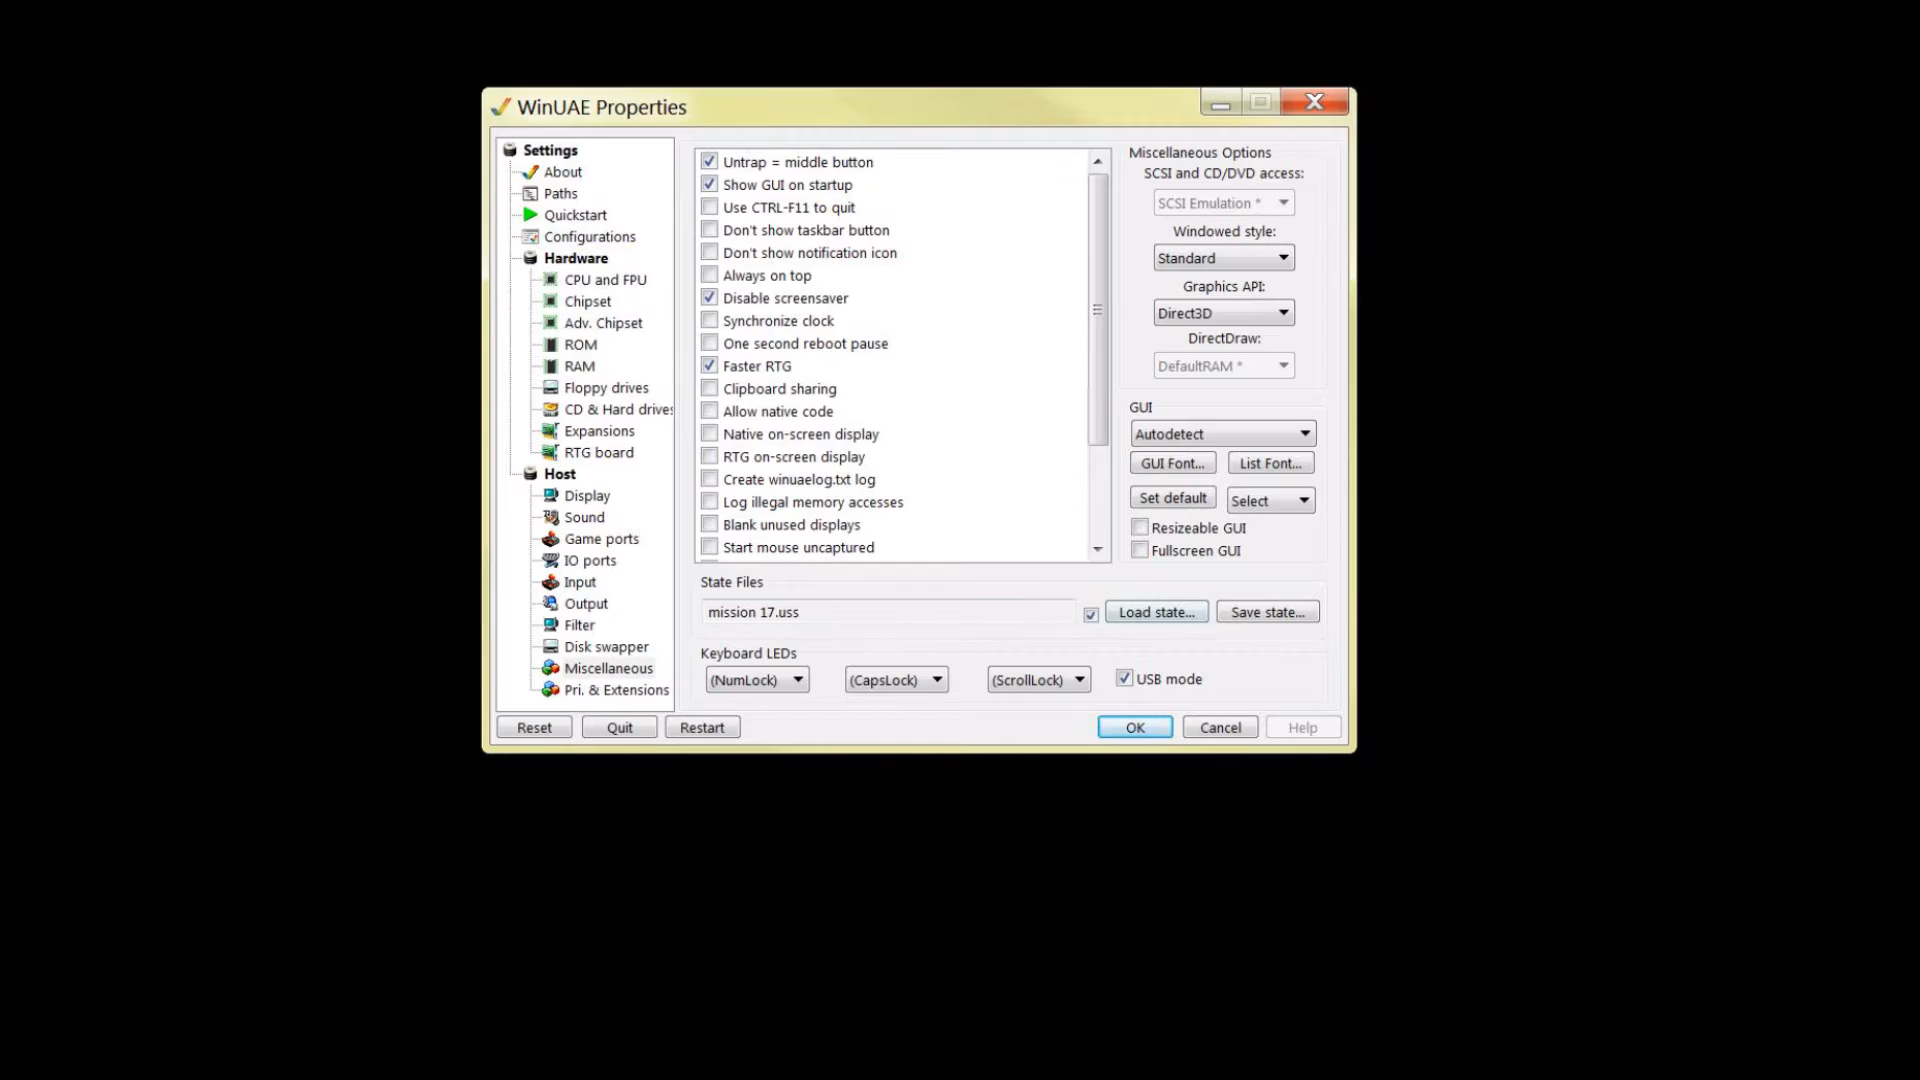 WinUAE Properties
Settings
About
Paths
Quickstart
Configurations
Hardware
CPU and FPU
Chipset
Adv. Chipset
ROM
RAM
Floppy drives
CD & Hard drives
Expansions
RTG board
Host
Display
Sound
Game ports
IO ports
Input
Output
Filter
Disk swapper
Miscellaneous
Pri. & Extensions
Untrap = middle button
Show GUI on startup
Use CTRL-F11 to quit
Don't show taskbar button
Don't show notification icon
Always on top
Disable screensaver
Synchronize clock
One second reboot pause
Faster RTG
Clipboard sharing
Allow native code
Native on-screen display
RTG on-screen display
Create winuaelog.txt log
Log illegal memory accesses
Blank unused displays
Start mouse uncaptured
Miscellaneous Options
SCSI and CD/DVD access:
SCSI Emulation *
Windowed style:
Standard
Graphics API:
Direct3D
DirectDraw:
DefaultRAM *
GUI
Autodetect
GUI Font... List Font...
Set default Select
Resizeable GUI
Fullscreen GUI
State Files
mission 17.uss Load state... Save state...
Keyboard LEDs
(NumLock) (CapsLock) (ScrollLock) USB mode
Reset Quit Restart OK Cancel Help